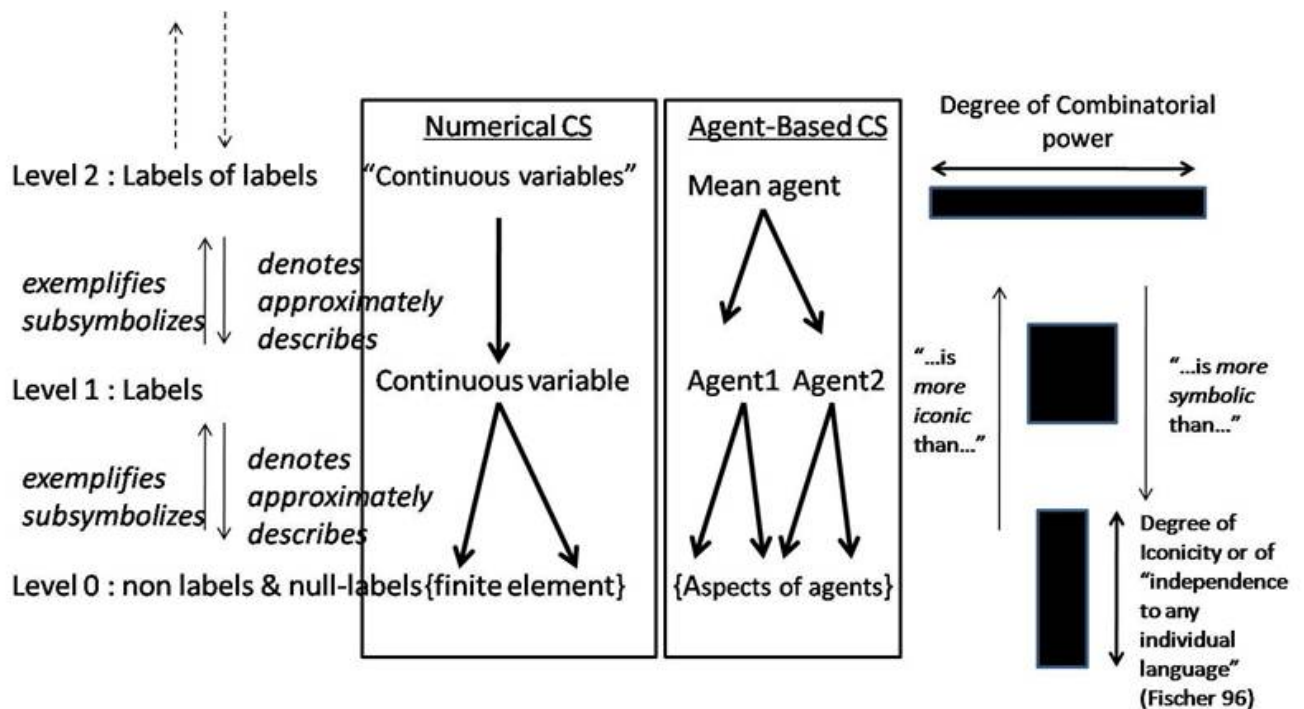 Numerical CS
Agent-Based CS
Degree of Combinatorial
power
Level 2 : Labels of labels
“Continuous variables”
Mean agent
exemplifies
subsymbolizes
denotes
approximately
describes
“...is
more
iconic
than...”
“...is more
symbolic
than...”
Level 1 : Labels
Continuous variable
Agent1 Agent2
exemplifies
subsymbolizes
denotes
approximately
describes
Level 0 : non labels & null-labels
{finite element}
{Aspects of agents}
Degree of
Iconicity or of
“independence
to any
individual
language”
(Fischer 96)